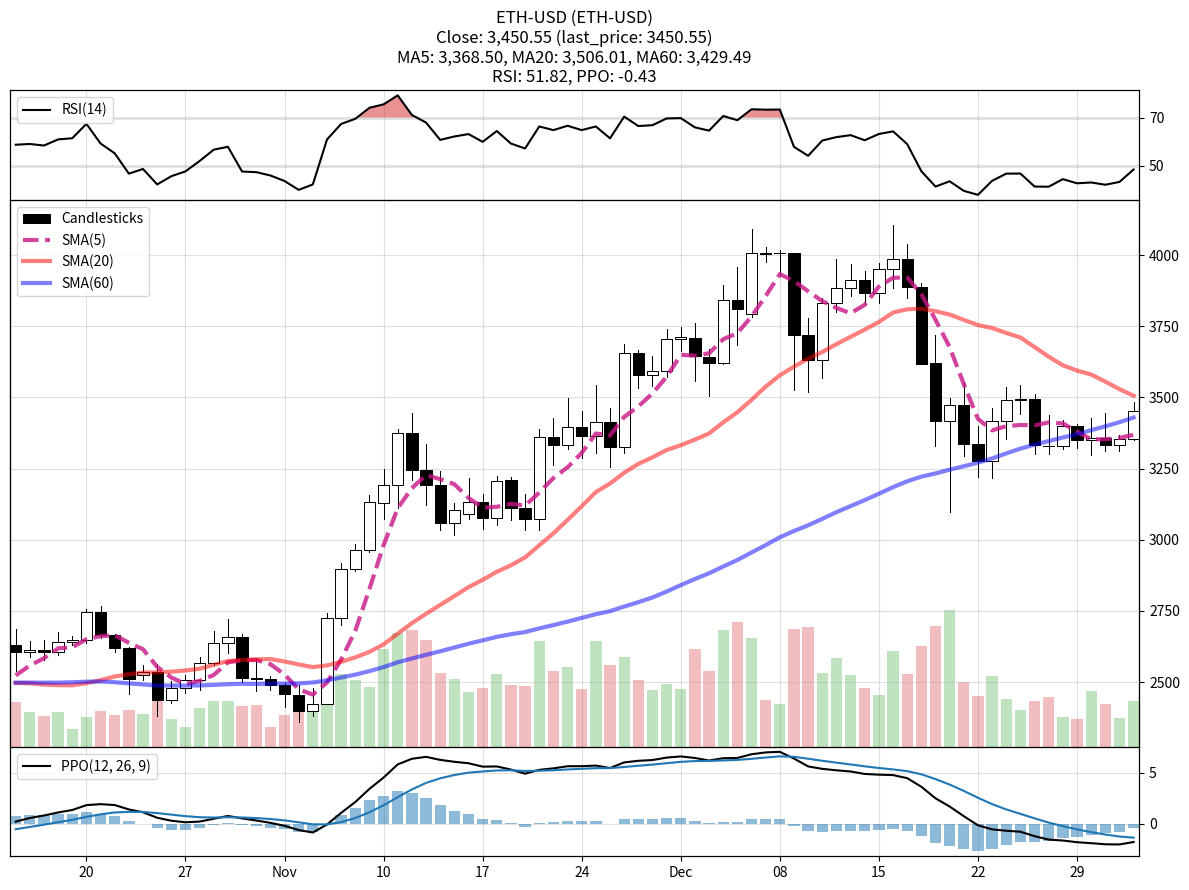 ETH-USD (ETH-USD)
Close: 3,450.55 (last_price: 3450.55)
MA5: 3,368.50, MA20: 3,506.01, MA60: 3,429.49
RSI: 51.82, PPO: -0.43
RSI(14)
70
50
Candlesticks
SMA(5)
SMA(20)
SMA(60)
4000
3750
3500
3250
3000
2750
2500
PPO(12, 26, 9)
5
0
20 27 Nov 10 17 24 Dec 08 15 22 29